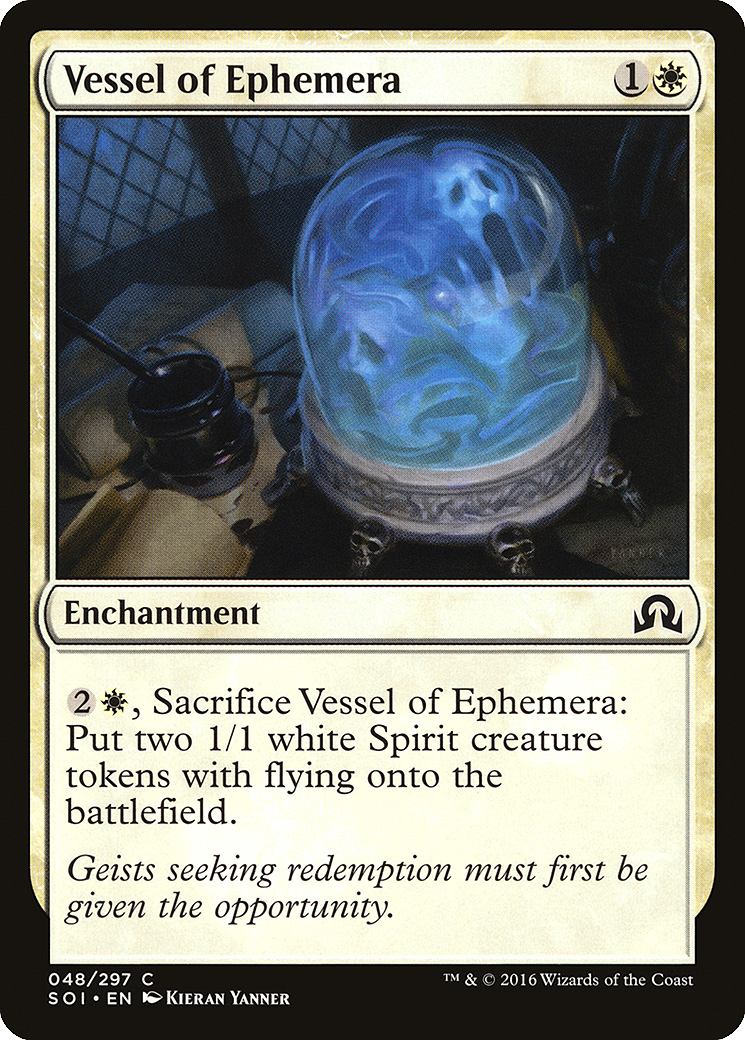 Vessel of Ephemera
1
Enchantment
2, Sacrifice Vessel of Ephemera:
Put two 1/1 white Spirit creature
tokens with flying onto the
battlefield.
Geists seeking redemption must first be
given the opportunity.
048/297 C
SOI • EN KIERAN YANNER
™ & © 2016 Wizards of the Coast
YANNER